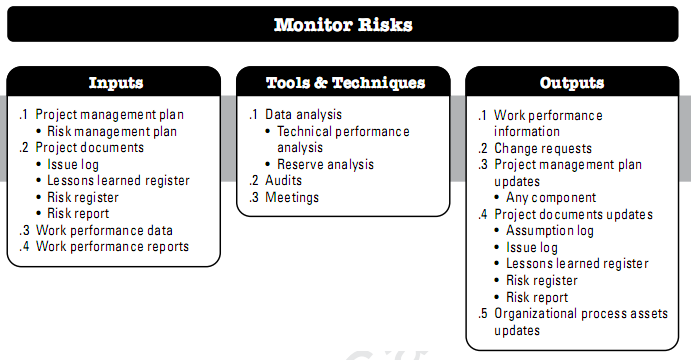 Monitor Risks
Inputs
.1 Project management plan
• Risk management plan
.2 Project documents
• Issue log
• Lessons learned register
• Risk register
• Risk report
.3 Work performance data
.4 Work performance reports
Tools & Techniques
.1 Data analysis
• Technical performance
analysis
• Reserve analysis
.2 Audits
.3 Meetings
Outputs
.1 Work performance
information
.2 Change requests
.3 Project management plan
updates
• Any component
.4 Project documents updates
• Assumption log
• Issue log
• Lessons learned register
• Risk register
• Risk report
.5 Organizational process assets
updates